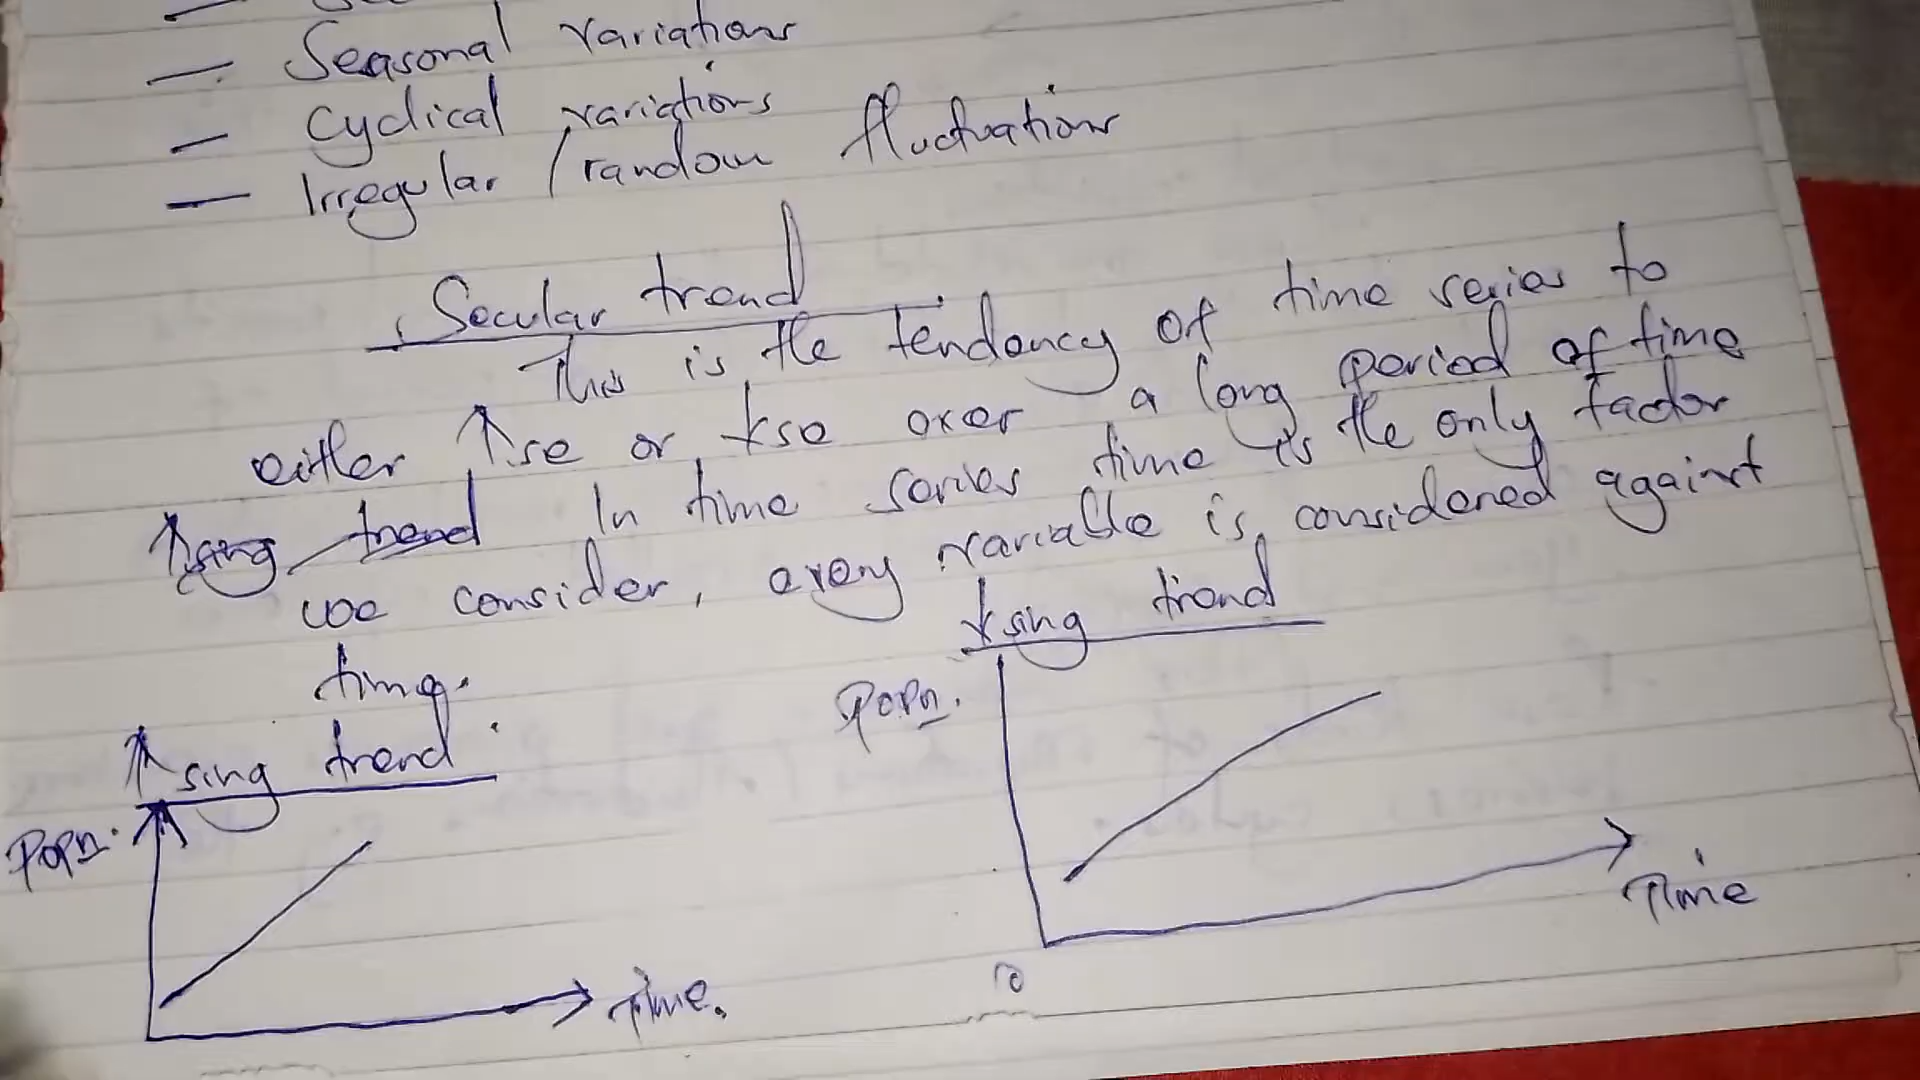 — Seasonal variations
— Cyclical variations
— Irregular / random fluctuations
Secular trend
This is the tendency of time series to
either ↑se or ↓se over a long period of time
↑sing trend In time series time is the only factor
we consider, every variable is considered against
time.
↑sing trend
Popn.
Time.
↓sing trend
Popn.
Time